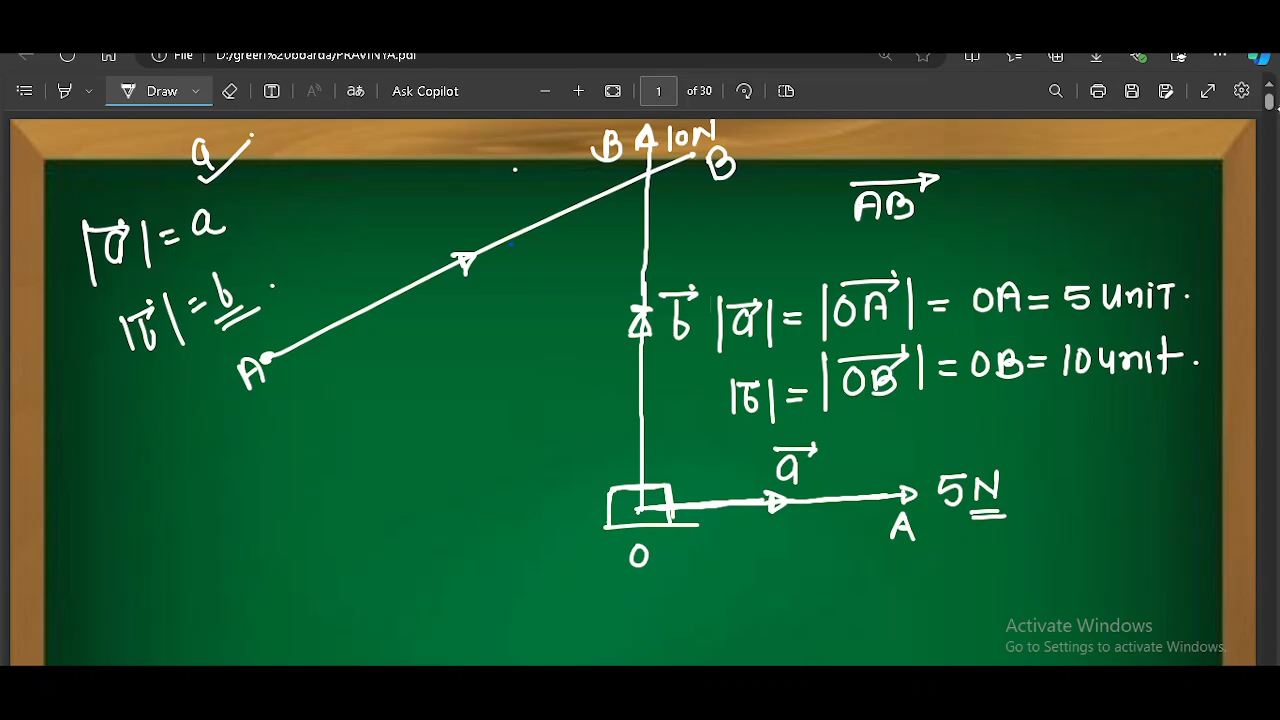 File D:/green%20boarda/PRAVINYA.pdf
Draw Ask Copilot 1 of 30
a
|a⃗| = a
|b⃗| = b
A
B 10N
B
AB⃗
b⃗
|a⃗| = |OA⃗| = OA = 5 unit.
|b⃗| = |OB⃗| = OB = 10 unit.
a⃗
5N
A
O
Activate Windows
Go to Settings to activate Windows.